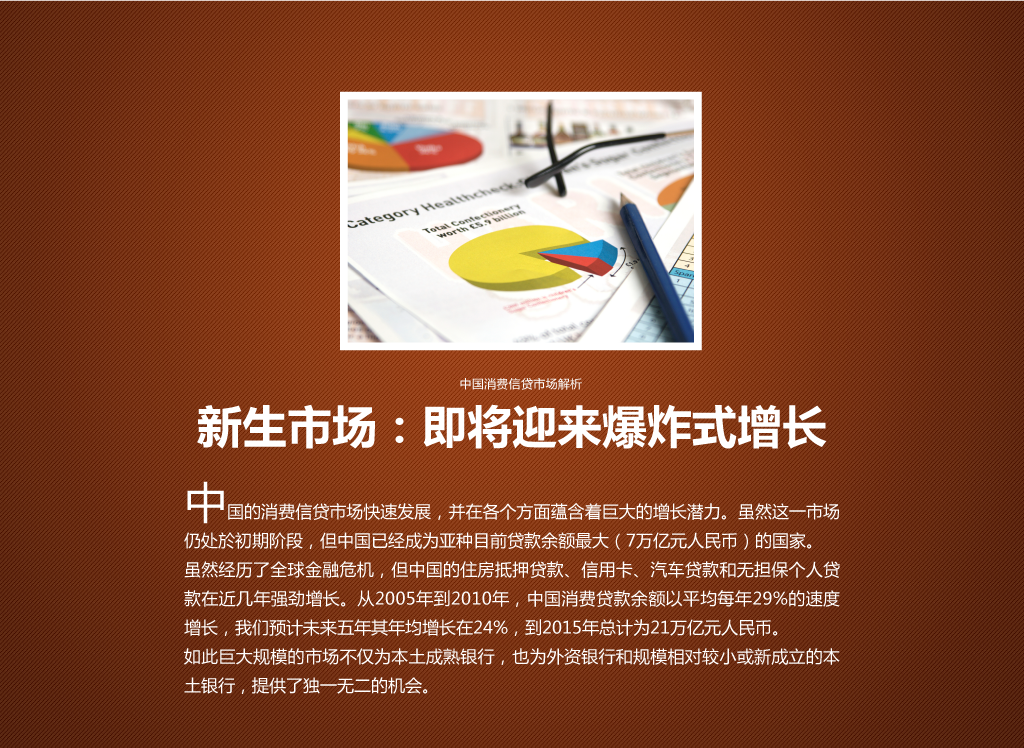 Category Healthcheck
Total Confectionery
worth £5.9 billion
中国消费信贷市场解析
新生市场：即将迎来爆炸式增长
中国的消费信贷市场快速发展，并在各个方面蕴含着巨大的增长潜力。虽然这一市场
仍处於初期阶段，但中国已经成为亚种目前贷款余额最大（7万亿元人民币）的国家。
虽然经历了全球金融危机，但中国的住房抵押贷款、信用卡、汽车贷款和无担保个人贷
款在近几年强劲增长。从2005年到2010年，中国消费贷款余额以平均每年29%的速度
增长，我们预计未来五年其年均增长在24%，到2015年总计为21万亿元人民币。
如此巨大规模的市场不仅为本土成熟银行，也为外资银行和规模相对较小或新成立的本
土银行，提供了独一无二的机会。